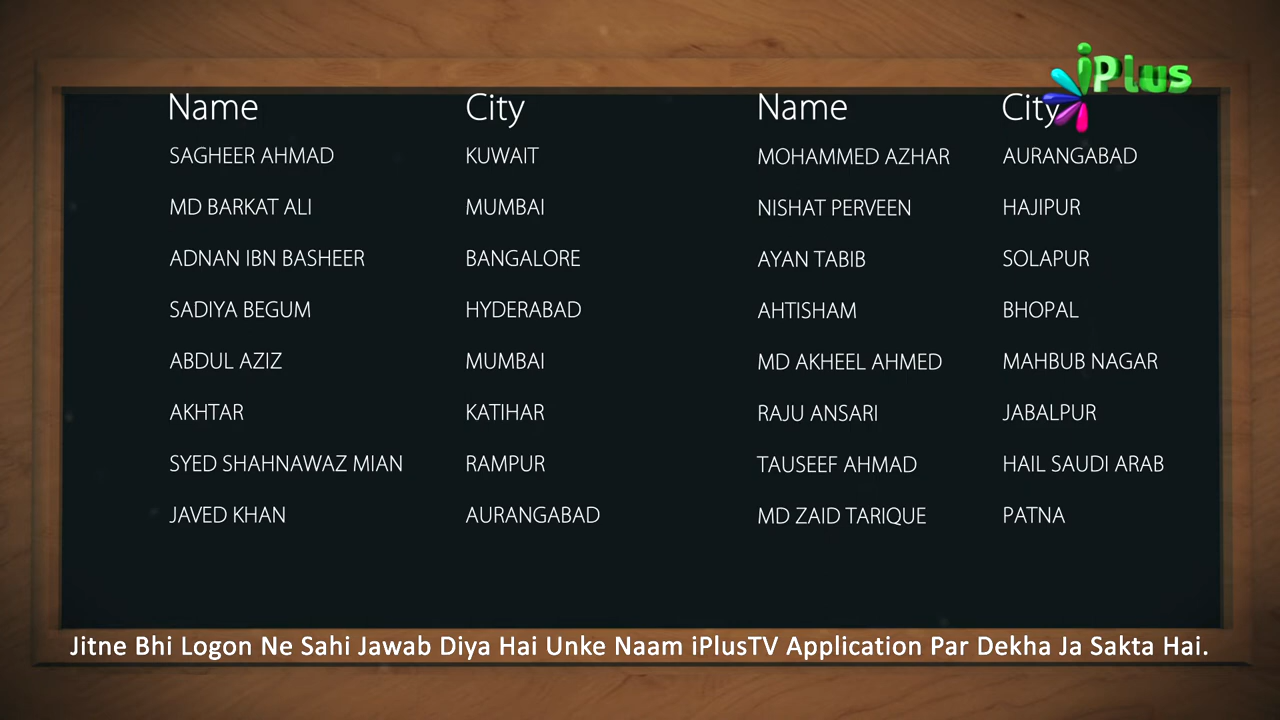 iPlus
Name City Name City
SAGHEER AHMAD KUWAIT MOHAMMED AZHAR AURANGABAD
MD BARKAT ALI MUMBAI NISHAT PERVEEN HAJIPUR
ADNAN IBN BASHEER BANGALORE AYAN TABIB SOLAPUR
SADIYA BEGUM HYDERABAD AHTISHAM BHOPAL
ABDUL AZIZ MUMBAI MD AKHEEL AHMED MAHBUB NAGAR
AKHTAR KATIHAR RAJU ANSARI JABALPUR
SYED SHAHNAWAZ MIAN RAMPUR TAUSEEF AHMAD HAIL SAUDI ARAB
JAVED KHAN AURANGABAD MD ZAID TARIQUE PATNA
Jitne Bhi Logon Ne Sahi Jawab Diya Hai Unke Naam iPlusTV Application Par Dekha Ja Sakta Hai.